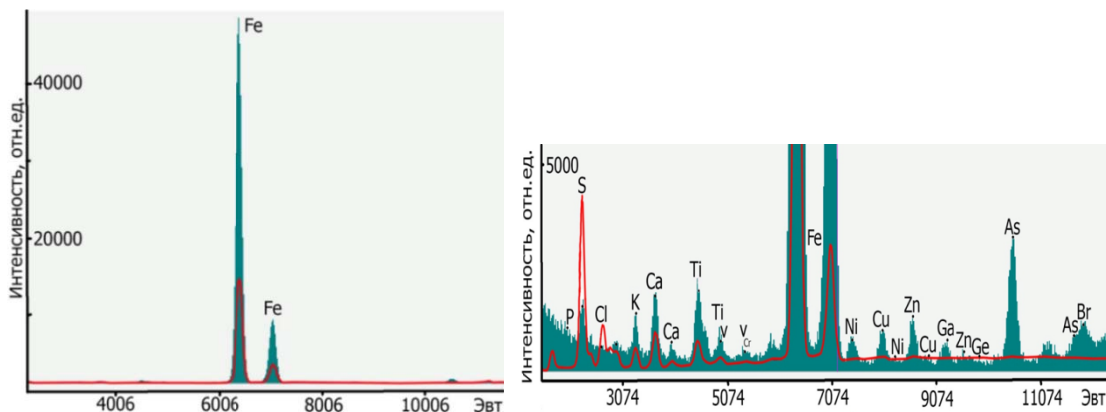 Интенсивность, отн.ед.
40000
20000
Fe
Fe
4006 6006 8006 10006 Эвт
Интенсивность, отн.ед.
5000
P S Cl K Ca Ca Ti Ti V V Cr Fe Ni Cu Ni Zn Cu Ga Zn Ge As As Br
3074 5074 7074 9074 11074 Эвт